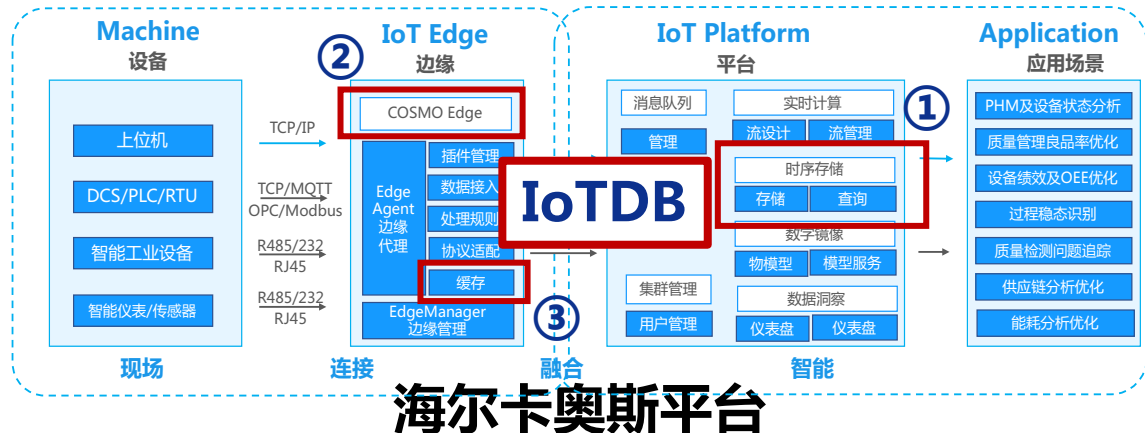 Machine
设备
上位机
DCS/PLC/RTU
智能工业设备
智能仪表/传感器
现场
TCP/IP
TCP/MQTT
OPC/Modbus
R485/232
RJ45
R485/232
RJ45
连接
②
IoT Edge
边缘
COSMO Edge
Edge
Agent
边缘
代理
插件管理
数据接入
处理规则
协议适配
缓存
EdgeManager
边缘管理
③
IoTDB
融合
IoT Platform
平台
消息队列
管理
集群管理
用户管理
实时计算
流设计
流管理
①
时序存储
存储
查询
数字镜像
物模型
模型服务
数据洞察
仪表盘
仪表盘
智能
Application
应用场景
PHM及设备状态分析
质量管理良品率优化
设备绩效及OEE优化
过程稳态识别
质量检测问题追踪
供应链分析优化
能耗分析优化
海尔卡奥斯平台